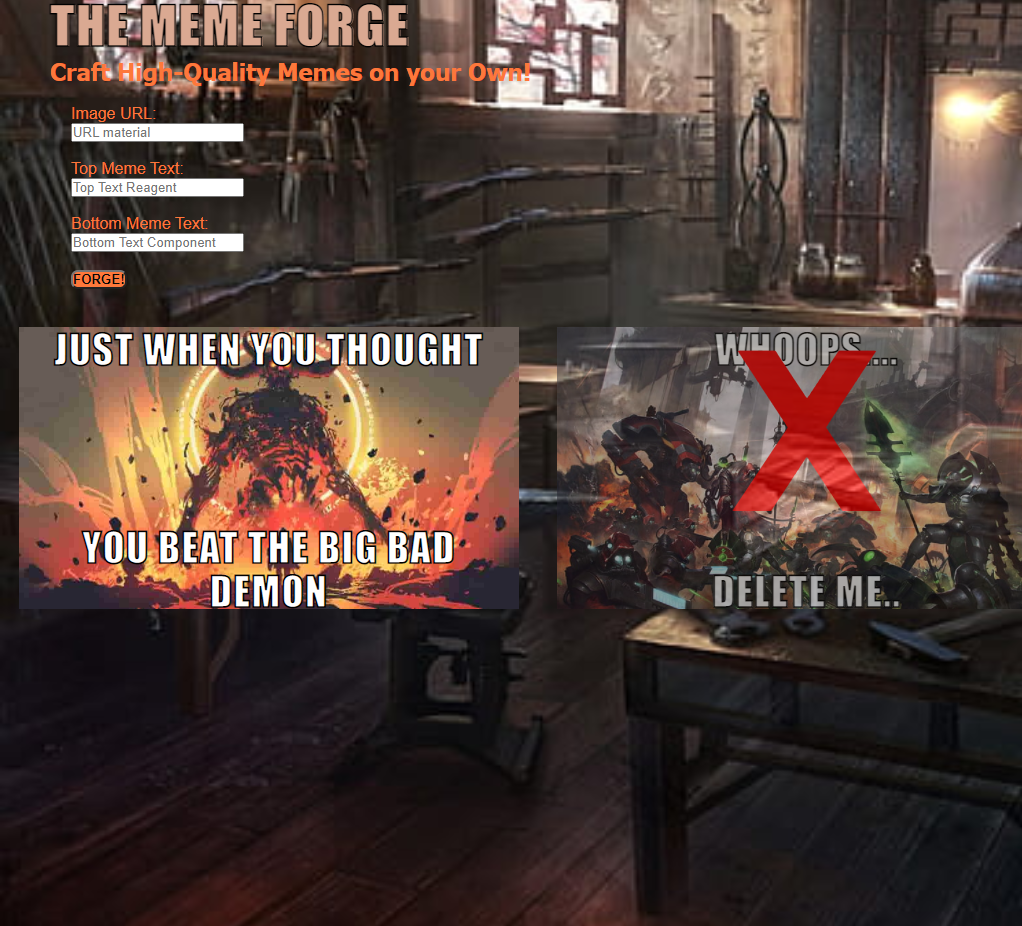 THE MEME FORGE
Craft High-Quality Memes on your Own!
Image URL:
URL material
Top Meme Text:
Top Text Reagent
Bottom Meme Text:
Bottom Text Component
FORGE!
JUST WHEN YOU THOUGHT
YOU BEAT THE BIG BAD
DEMON
WHOOPS....
X
DELETE ME..